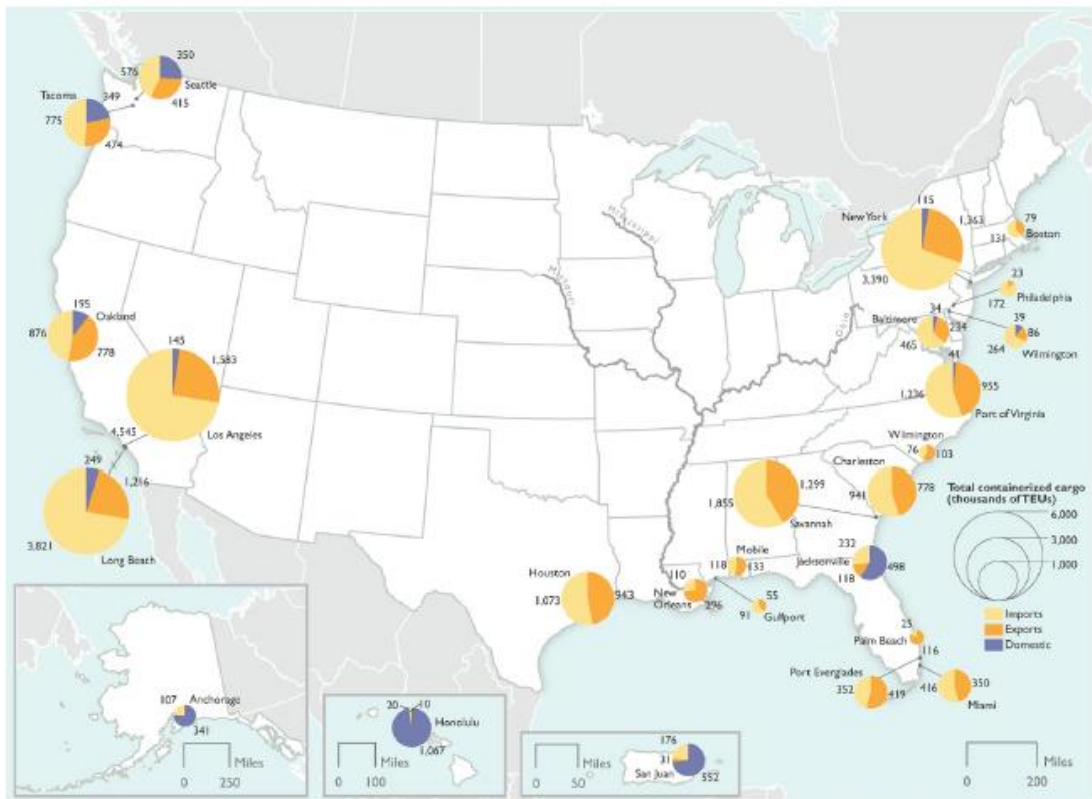 350
576
Seattle
415
Tacoma
349
775
474
195
Oakland
876
778
145
1,583
Los Angeles
4,545
249
1,216
3,821
Long Beach
Mississippi
Missouri
Ohio
115
New York
1,363
3,390
79
131
Boston
23
172
Philadelphia
34
Baltimore
234
465
39
86
264
Wilmington
41
955
1,236
Port of Virginia
Wilmington
76
103
Charleston
941
778
1,299
1,855
Savannah
232
Jacksonville
498
118
Mobile
118
133
110
New
Orleans
296
55
91
Gulfport
Houston
943
1,073
25
Palm Beach
116
Port Everglades
352
419
416
350
Miami
Total containerized cargo
(thousands of TEUs)
6,000
3,000
1,000
Imports
Exports
Domestic
107
Anchorage
341
Miles
0 250
20
10
Honolulu
1,067
Miles
0 100
176
31
San Juan
552
Miles
0 50
Miles
0 200